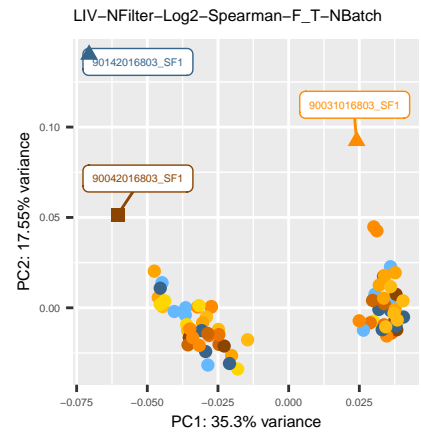 LIV−NFilter−Log2−Spearman−F_T−NBatch
90142016803_SF1
90031016803_SF1
90042016803_SF1
PC2: 17.55% variance
0.10
0.05
0.00
−0.075
−0.050
−0.025
0.000
0.025
PC1: 35.3% variance